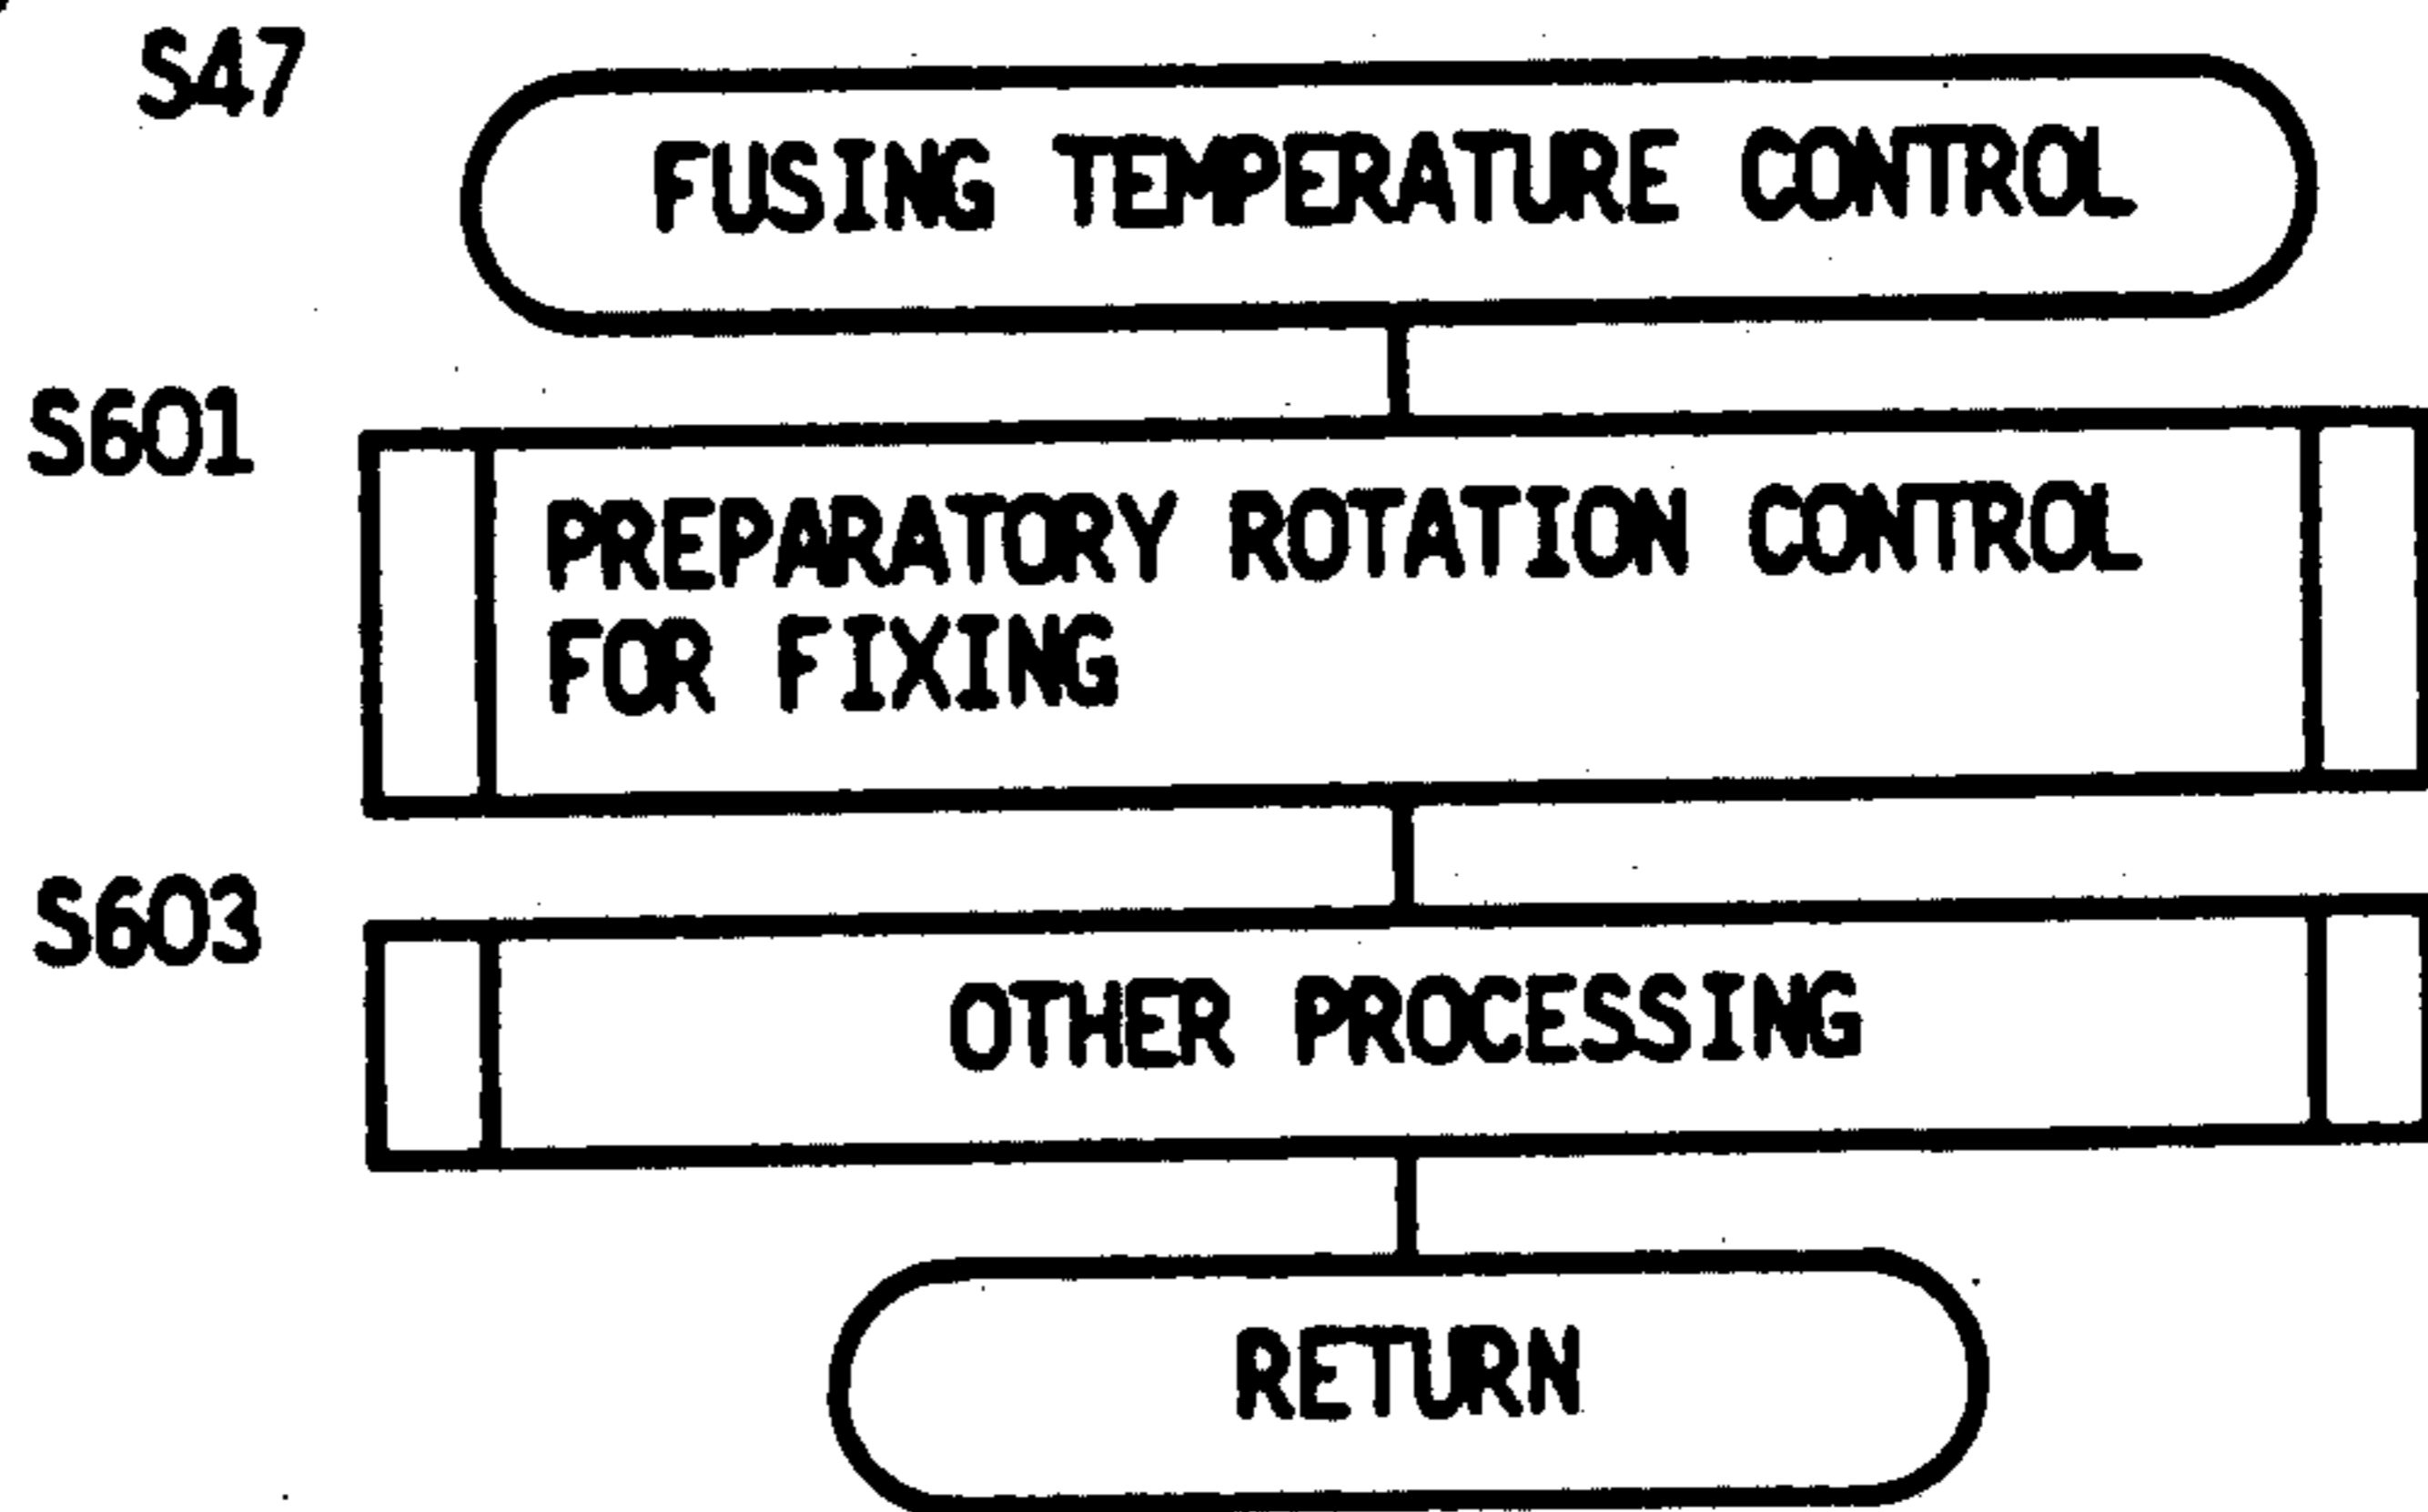 S47
FUSING TEMPERATURE CONTROL
S601
PREPARATORY ROTATION CONTROL
FOR FIXING
S603
OTHER PROCESSING
RETURN